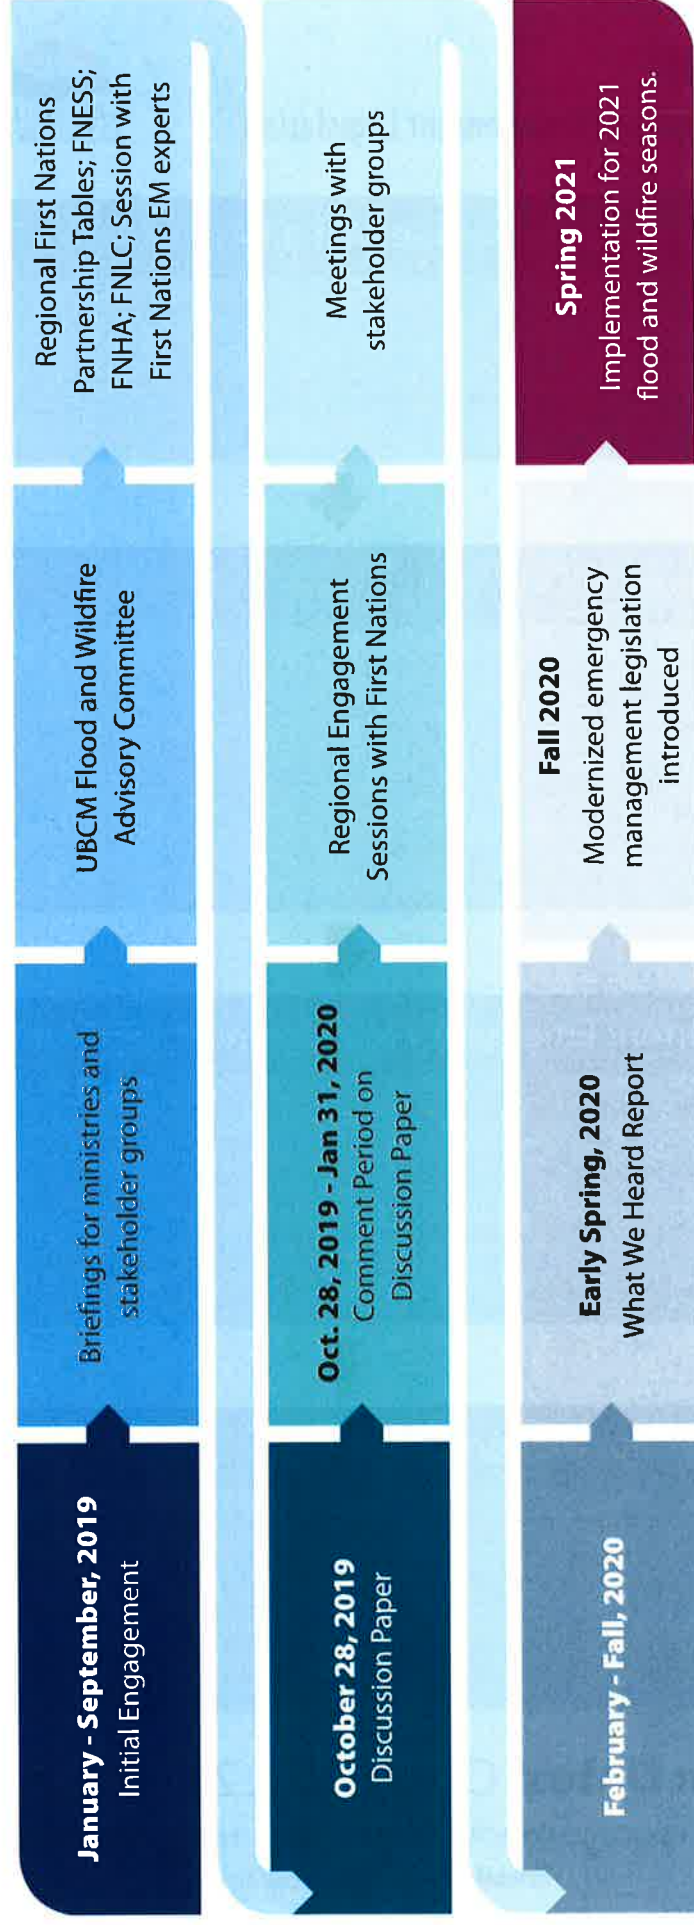 January - September, 2019
Initial Engagement
Briefings for ministries and
stakeholder groups
UBCM Flood and Wildfire
Advisory Committee
Regional First Nations
Partnership Tables; FNESS;
FNHA; FNLC; Session with
First Nations EM experts
October 28, 2019
Discussion Paper
Oct. 28, 2019 - Jan 31, 2020
Comment Period on
Discussion Paper
Regional Engagement
Sessions with First Nations
Meetings with
stakeholder groups
February - Fall, 2020
Early Spring, 2020
What We Heard Report
Fall 2020
Modernized emergency
management legislation
introduced
Spring 2021
Implementation for 2021
flood and wildfire seasons.